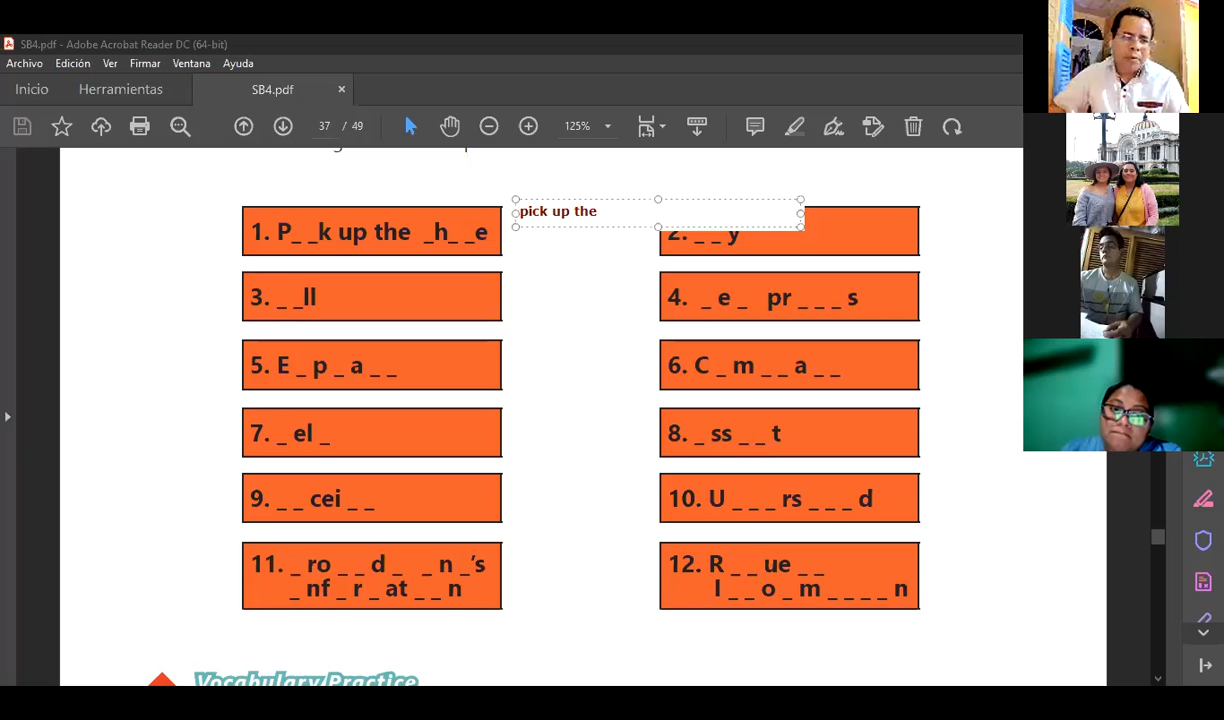 SB4.pdf - Adobe Acrobat Reader DC (64-bit)
Archivo Edición Ver Firmar Ventana Ayuda
Inicio Herramientas SB4.pdf ×
37 / 49 125%
pick up the
1. P_ _k up the _h_ _e
2. _ _ y
3. _ _ll
4. _ e _ pr _ _ _ s
5. E _ p _ a _ _
6. C _ m _ _ a _ _
7. _ el _
8. _ ss _ _ t
9. _ _ cei _ _
10. U _ _ _ rs _ _ _ d
11. _ ro _ _ d _ _ n _'s
_ nf _ r _ at _ _ n
12. R _ _ ue _ _
I _ _ o _ m _ _ _ _ n
Vocabulary Practice